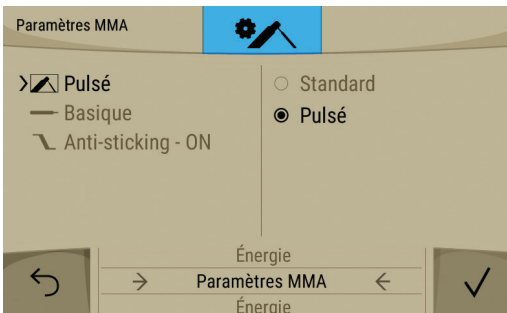 Paramètres MMA
Pulsé
Basique
Anti-sticking - ON
Standard
Pulsé
Énergie
Paramètres MMA
Énergie